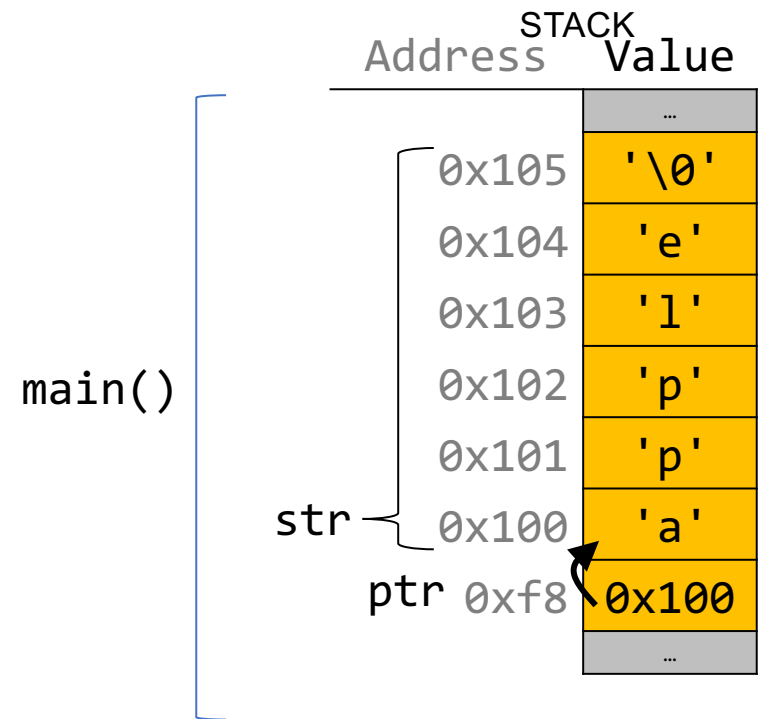 STACK
Address Value
…
0x105 '\0'
0x104 'e'
0x103 'l'
main() 0x102 'p'
0x101 'p'
str 0x100 'a'
ptr 0xf8 0x100
…